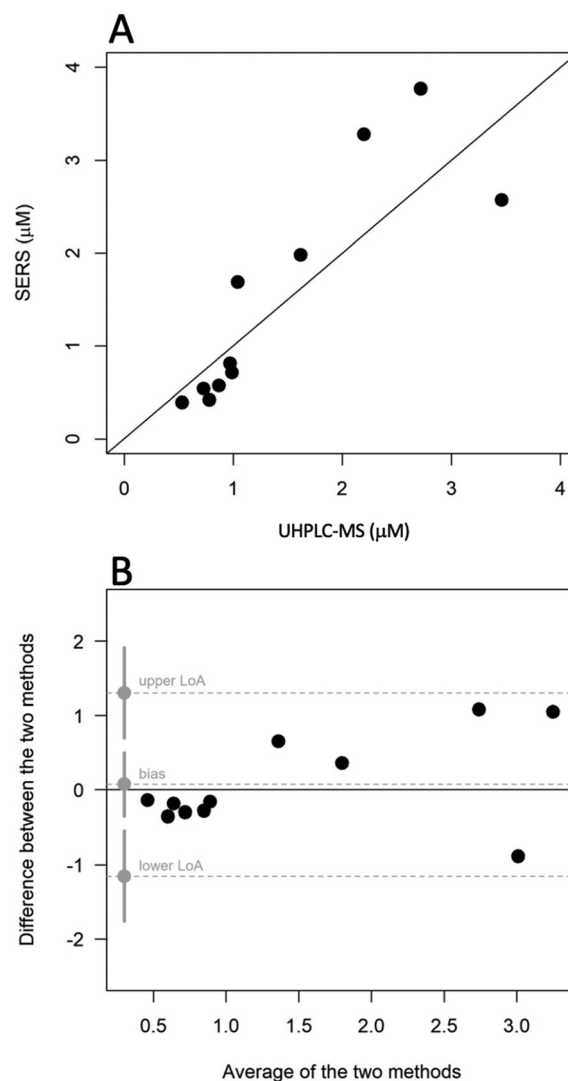 A
4
3
2
1
0
SERS (μM)
0 1 2 3 4
UHPLC-MS (μM)
B
2
1
0
-1
-2
Difference between the two methods
upper LoA
bias
lower LoA
0.5 1.0 1.5 2.0 2.5 3.0
Average of the two methods